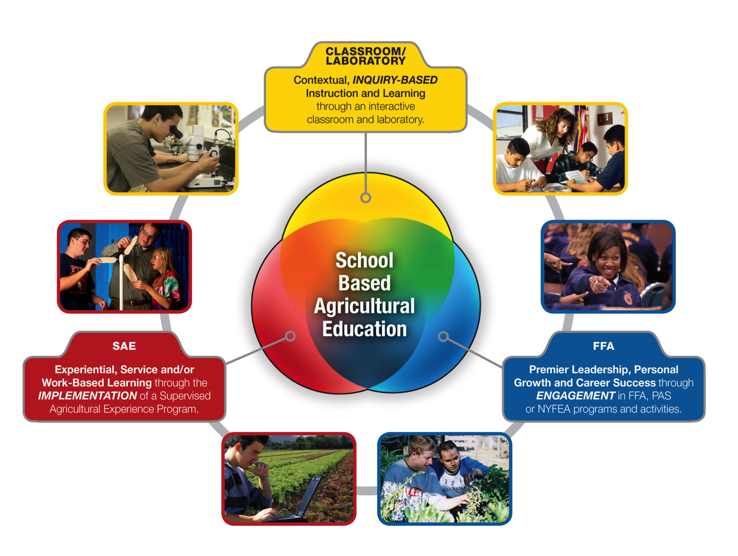 CLASSROOM/
LABORATORY
Contextual, INQUIRY-BASED
Instruction and Learning
through an interactive
classroom and laboratory.
School
Based
Agricultural
Education
SAE
Experiential, Service and/or
Work-Based Learning through the
IMPLEMENTATION of a Supervised
Agricultural Experience Program.
FFA
Premier Leadership, Personal
Growth and Career Success through
ENGAGEMENT in FFA, PAS
or NYFEA programs and activities.